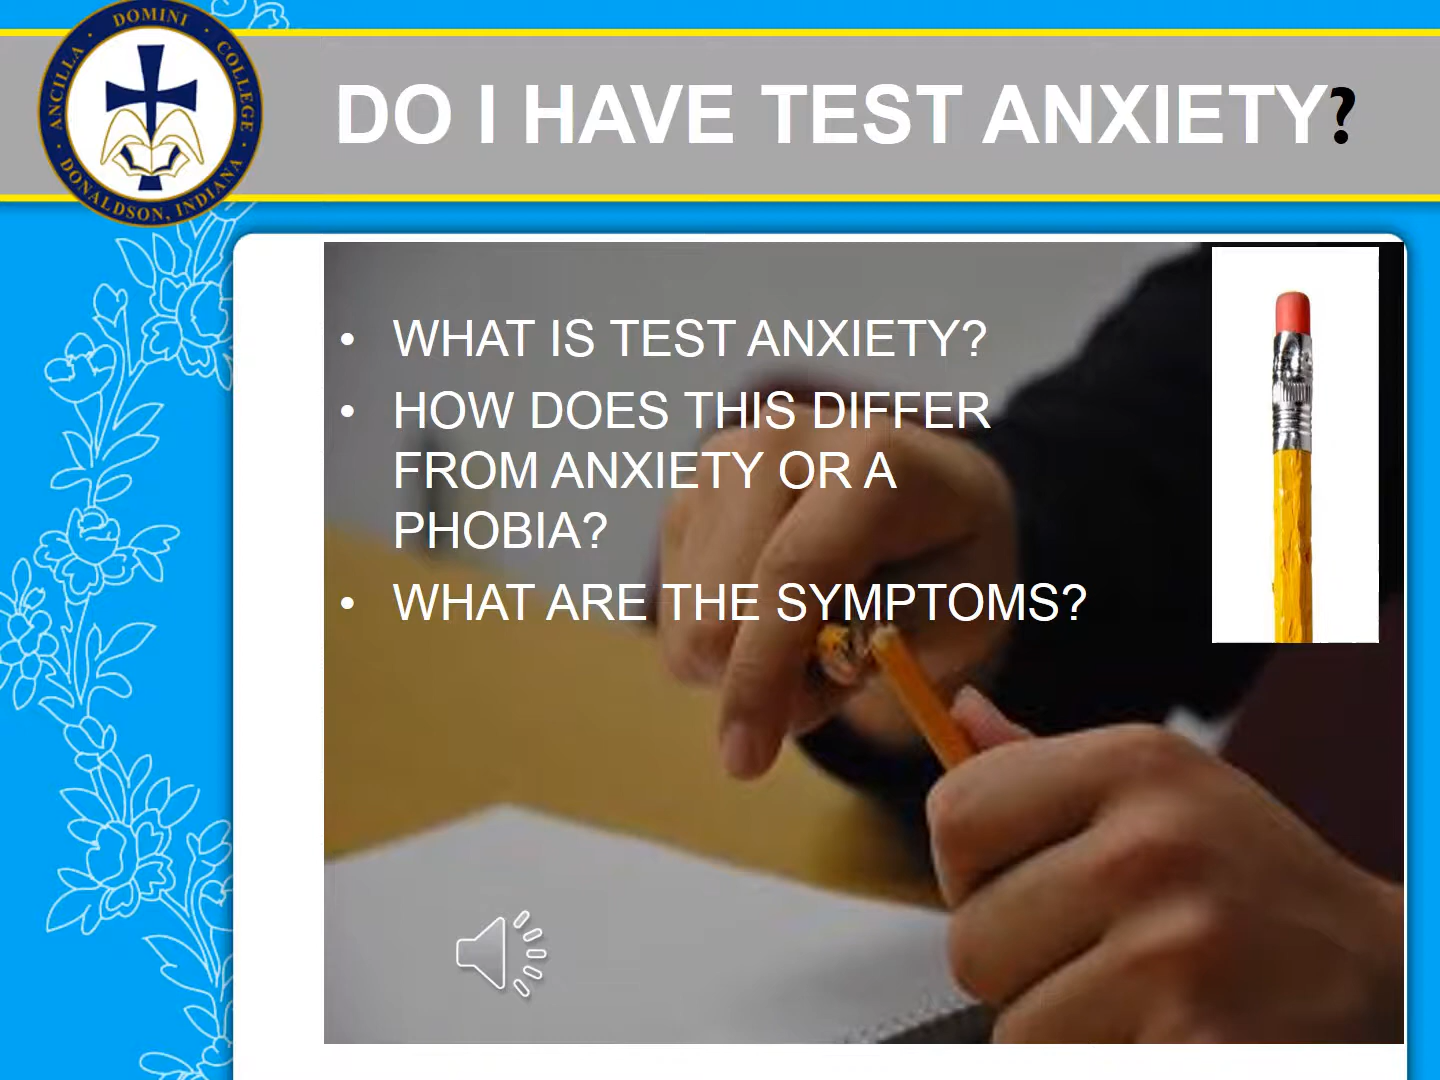 ANCILLA · DOMINI · COLLEGE
· DONALDSON, INDIANA ·
DO I HAVE TEST ANXIETY?
• WHAT IS TEST ANXIETY?
• HOW DOES THIS DIFFER
FROM ANXIETY OR A
PHOBIA?
• WHAT ARE THE SYMPTOMS?